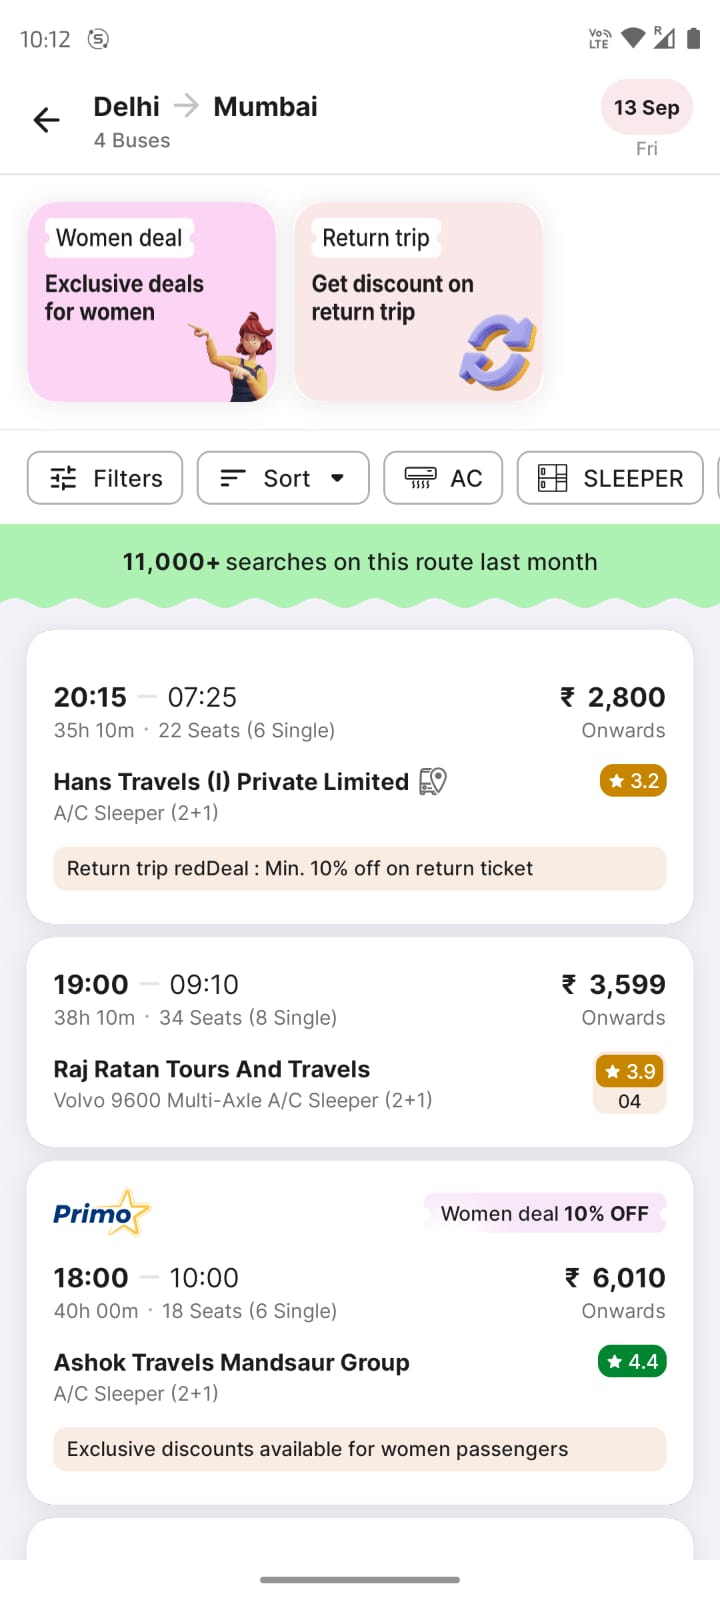 10:12
Vo)) LTE R
Delhi → Mumbai
4 Buses
13 Sep
Fri
Women deal
Exclusive deals
for women
Return trip
Get discount on
return trip
Filters
Sort
AC
SLEEPER
11,000+ searches on this route last month
20:15 — 07:25
₹ 2,800
35h 10m · 22 Seats (6 Single)
Onwards
Hans Travels (I) Private Limited
★ 3.2
A/C Sleeper (2+1)
Return trip redDeal : Min. 10% off on return ticket
19:00 — 09:10
₹ 3,599
38h 10m · 34 Seats (8 Single)
Onwards
Raj Ratan Tours And Travels
★ 3.9
Volvo 9600 Multi-Axle A/C Sleeper (2+1)
04
Primo
Women deal 10% OFF
18:00 — 10:00
₹ 6,010
40h 00m · 18 Seats (6 Single)
Onwards
Ashok Travels Mandsaur Group
★ 4.4
A/C Sleeper (2+1)
Exclusive discounts available for women passengers